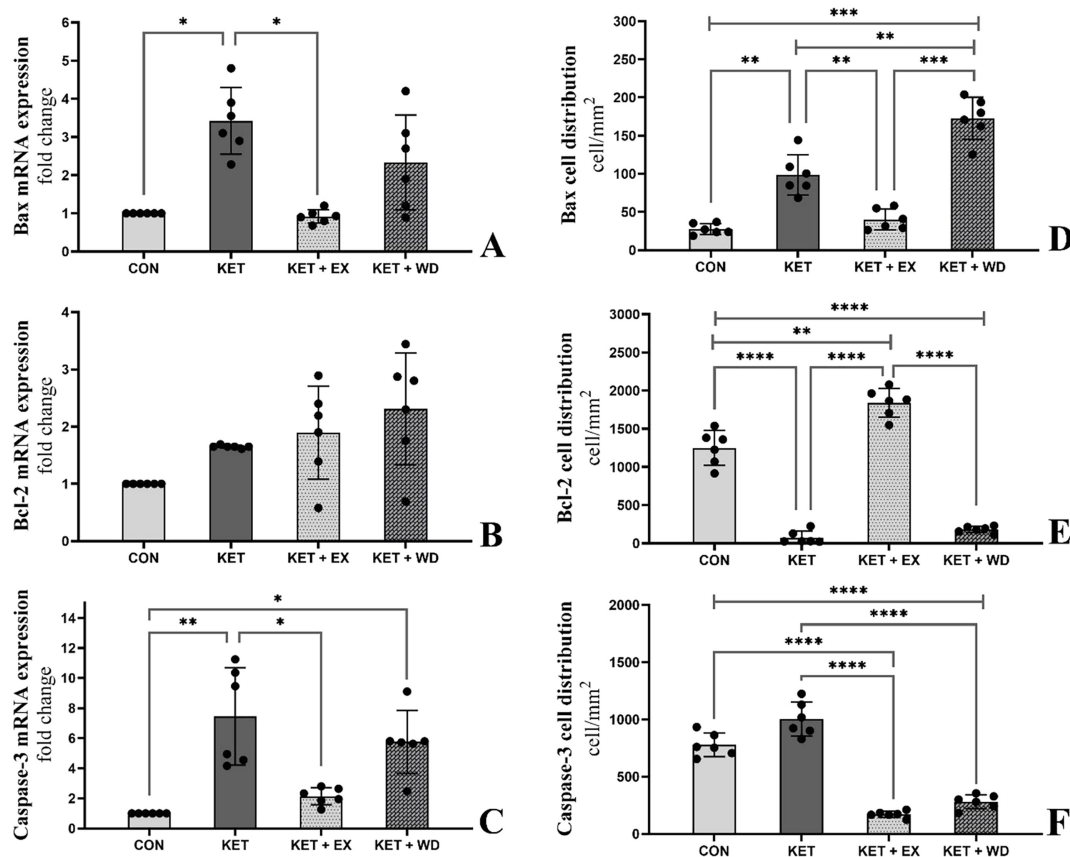 Bax mRNA expression
fold change
6
5
4
3
2
1
0
*
*
CON
KET
KET + EX
KET + WD
A
Bax cell distribution
cell/mm2
300
250
200
150
100
50
0
***
**
**
**
***
CON
KET
KET + EX
KET + WD
D
Bcl-2 mRNA expression
fold change
4
3
2
1
0
CON
KET
KET + EX
KET + WD
B
Bcl-2 cell distribution
cell/mm2
3000
2500
2000
1500
1000
500
0
****
**
****
****
****
CON
KET
KET + EX
KET + WD
E
Caspase-3 mRNA expression
fold change
14
12
10
8
6
4
2
0
*
**
*
CON
KET
KET + EX
KET + WD
C
Caspase-3 cell distribution
cell/mm2
2000
1500
1000
500
0
****
****
****
****
CON
KET
KET + EX
KET + WD
F